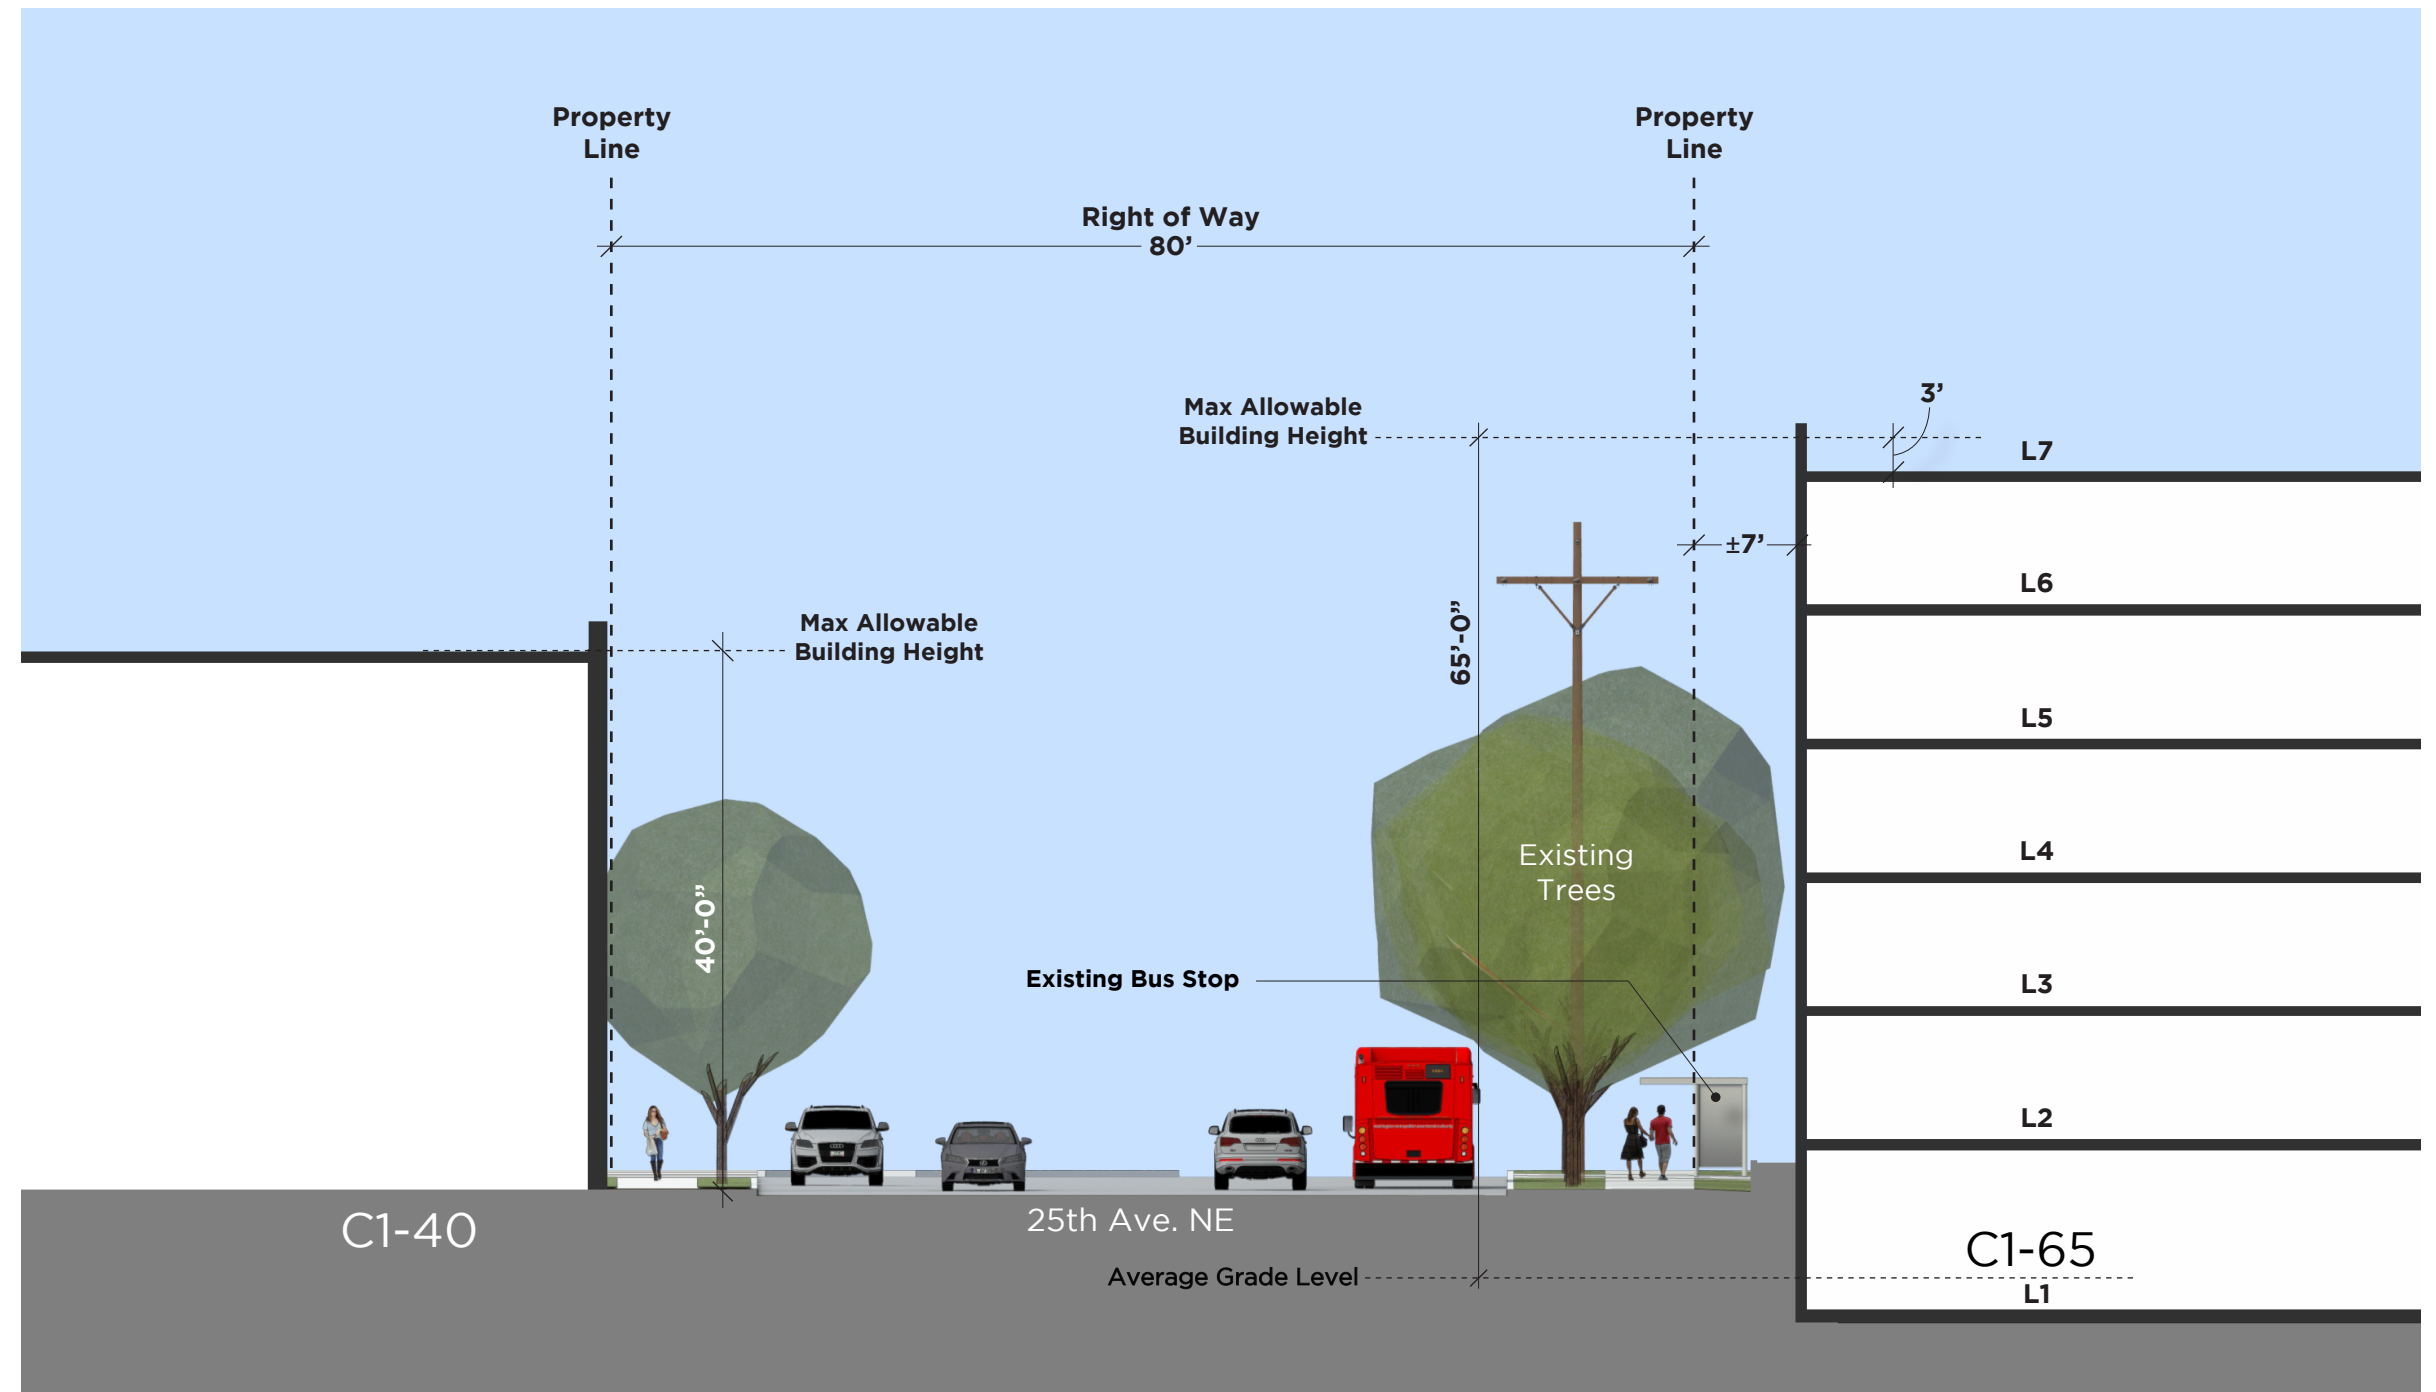 Property
Line
Property
Line
Right of Way
80’
3’
Max Allowable
Building Height
L7
±7’
L6
65’-0”
Max Allowable
Building Height
L5
L4
Existing
Trees
40’-0”
Existing Bus Stop
L3
L2
C1-40
25th Ave. NE
C1-65
Average Grade Level
L1